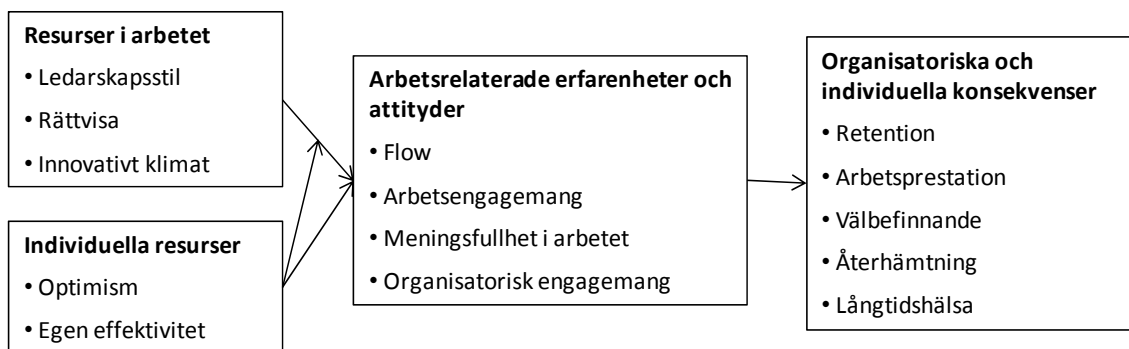 Resurser i arbetet
• Ledarskapsstil
• Rättvisa
• Innovativt klimat
Individuella resurser
• Optimism
• Egen effektivitet
Arbetsrelaterade erfarenheter och
attityder
• Flow
• Arbetsengagemang
• Meningsfullhet i arbetet
• Organisatorisk engagemang
Organisatoriska och
individuella konsekvenser
• Retention
• Arbetsprestation
• Välbefinnande
• Återhämtning
• Långtidshälsa